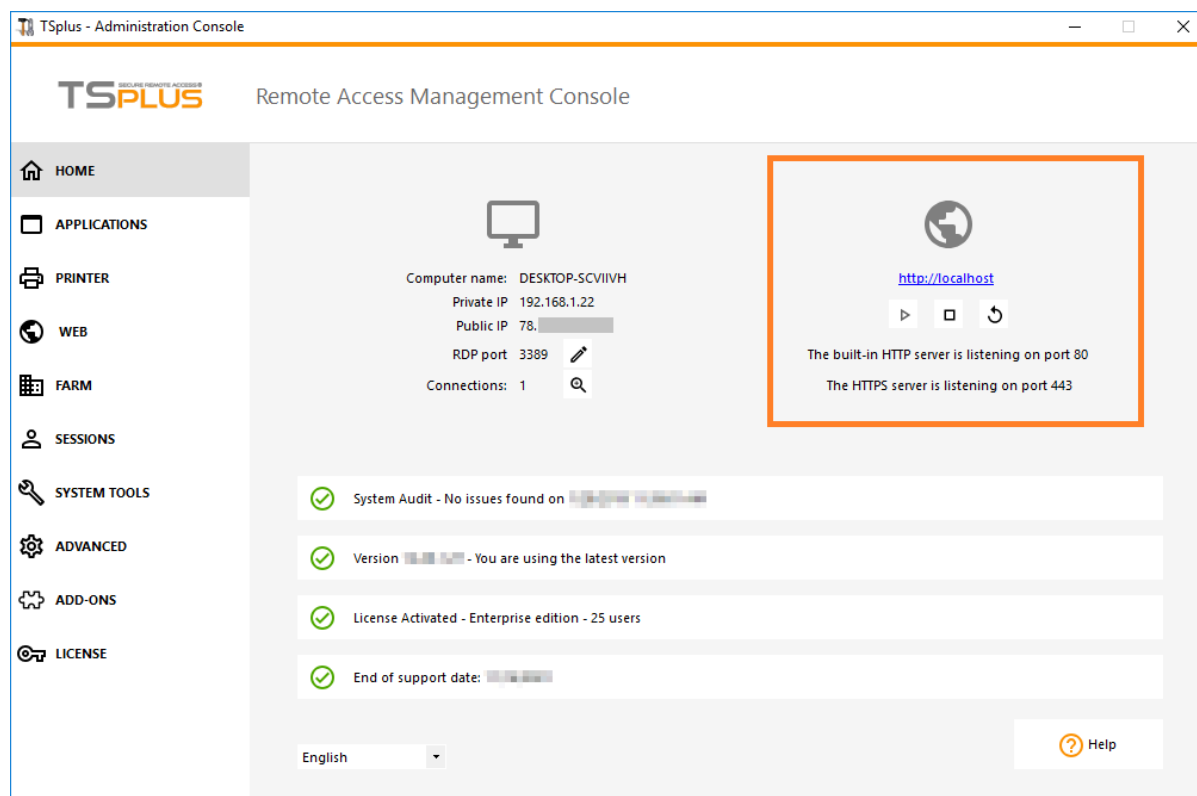 TSplus - Administration Console
TSPLUS SECURE REMOTE ACCESS®
Remote Access Management Console
HOME
APPLICATIONS
PRINTER
WEB
FARM
SESSIONS
SYSTEM TOOLS
ADVANCED
ADD-ONS
LICENSE
Computer name: DESKTOP-SCVIIVH
Private IP 192.168.1.22
Public IP 78.
RDP port 3389
Connections: 1
http://localhost
The built-in HTTP server is listening on port 80
The HTTPS server is listening on port 443
System Audit - No issues found on
Version - You are using the latest version
License Activated - Enterprise edition - 25 users
End of support date:
English
Help